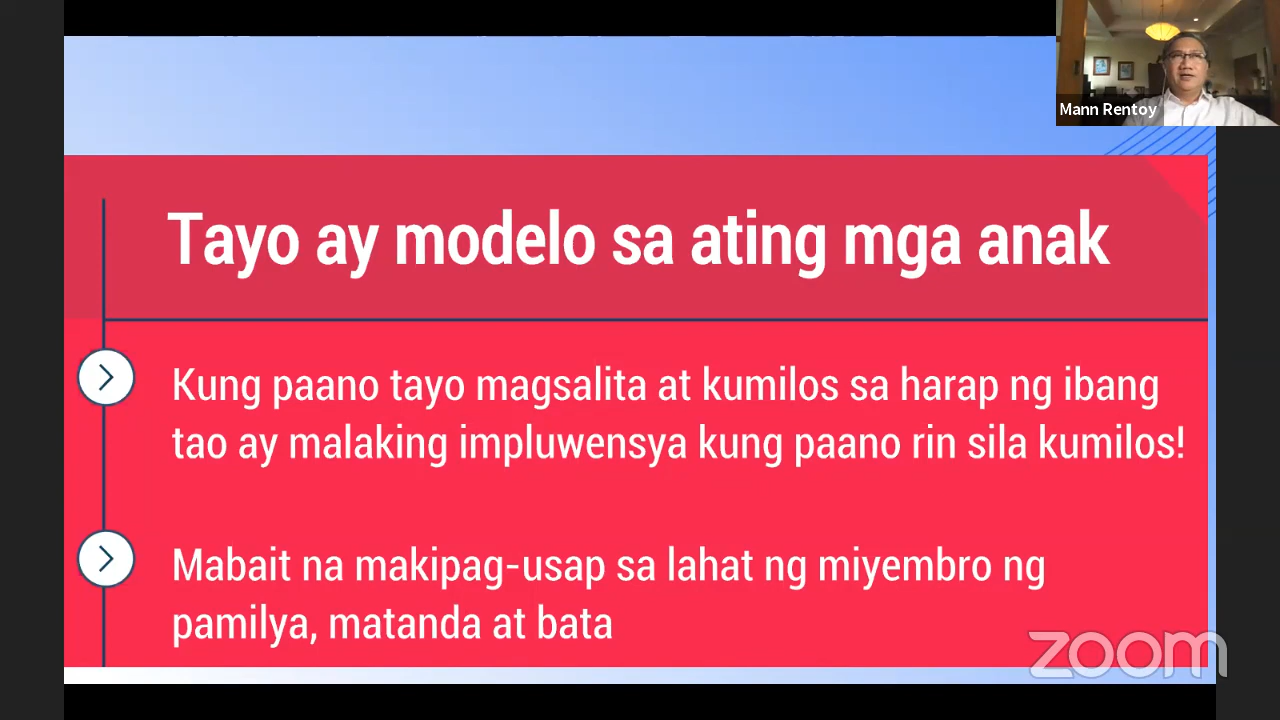 Mann Rentoy
Tayo ay modelo sa ating mga anak
Kung paano tayo magsalita at kumilos sa harap ng ibang
tao ay malaking impluwensya kung paano rin sila kumilos!
Mabait na makipag-usap sa lahat ng miyembro ng
pamilya, matanda at bata
zoom